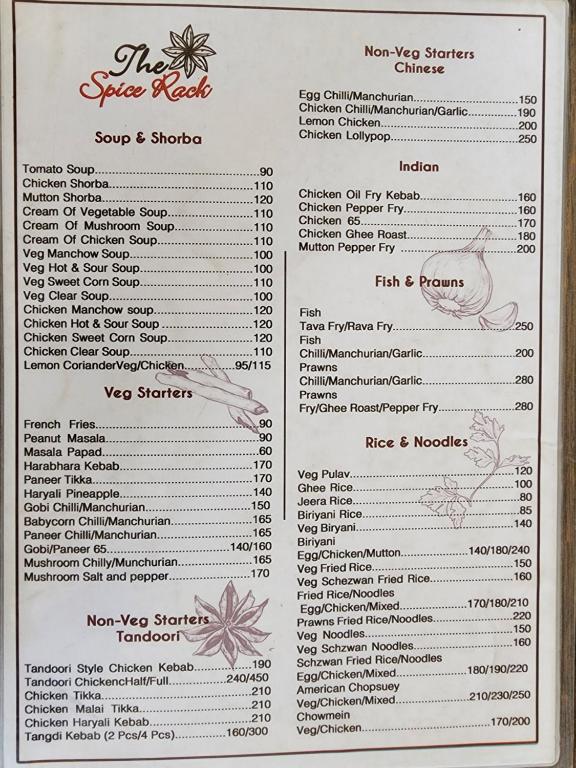 The
Spice Rack
Soup & Shorba
Tomato Soup..........90
Chicken Shorba..........110
Mutton Shorba..........120
Cream Of Vegetable Soup..........110
Cream Of Mushroom Soup..........110
Cream Of Chicken Soup..........110
Veg Manchow Soup..........100
Veg Hot & Sour Soup..........100
Veg Sweet Corn Soup..........110
Veg Clear Soup..........100
Chicken Manchow soup..........120
Chicken Hot & Sour Soup..........120
Chicken Sweet Corn Soup..........120
Chicken Clear Soup..........110
Lemon CorianderVeg/Chicken..........95/115
Veg Starters
French Fries..........90
Peanut Masala..........90
Masala Papad..........60
Harabhara Kebab..........170
Paneer Tikka..........170
Haryali Pineapple..........140
Gobi Chilli/Manchurian..........150
Babycorn Chilli/Manchurian..........165
Paneer Chilli/Manchurian..........165
Gobi/Paneer 65..........140/160
Mushroom Chilly/Munchurian..........165
Mushroom Salt and pepper..........170
Non-Veg Starters
Tandoori
Tandoori Style Chicken Kebab..........190
Tandoori ChickencHalf/Full..........240/450
Chicken Tikka..........210
Chicken Malai Tikka..........210
Chicken Haryali Kebab..........210
Tangdi Kebab (2 Pcs/4 Pcs)..........160/300
Non-Veg Starters
Chinese
Egg Chilli/Manchurian..........150
Chicken Chilli/Manchurian/Garlic..........190
Lemon Chicken..........200
Chicken Lollypop..........250
Indian
Chicken Oil Fry Kebab..........160
Chicken Pepper Fry..........160
Chicken 65..........170
Chicken Ghee Roast..........180
Mutton Pepper Fry ..........200
Fish & Prawns
Fish
Tava Fry/Rava Fry..........250
Fish
Chilli/Manchurian/Garlic..........200
Prawns
Chilli/Manchurian/Garlic..........280
Prawns
Fry/Ghee Roast/Pepper Fry..........280
Rice & Noodles
Veg Pulav..........120
Ghee Rice..........100
Jeera Rice..........80
Biriyani Rice..........85
Veg Biryani..........140
Biriyani
Egg/Chicken/Mutton..........140/180/240
Veg Fried Rice..........150
Veg Schezwan Fried Rice..........160
Fried Rice/Noodles
Egg/Chicken/Mixed..........170/180/210
Prawns Fried Rice/Noodles..........220
Veg Noodles..........150
Veg Schzwan Noodles..........160
Schzwan Fried Rice/Noodles
Egg/Chicken/Mixed..........180/190/220
American Chopsuey
Veg/Chicken/Mixed..........210/230/250
Chowmein
Veg/Chicken..........170/200